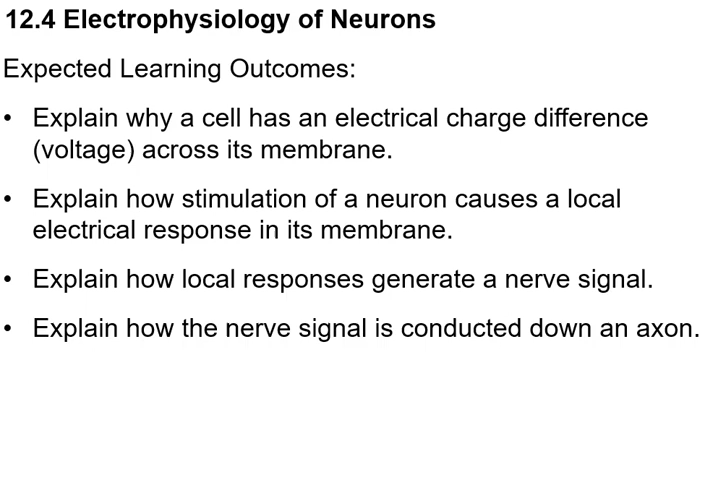 12.4 Electrophysiology of Neurons
Expected Learning Outcomes:
• Explain why a cell has an electrical charge difference
(voltage) across its membrane.
• Explain how stimulation of a neuron causes a local
electrical response in its membrane.
• Explain how local responses generate a nerve signal.
• Explain how the nerve signal is conducted down an axon.